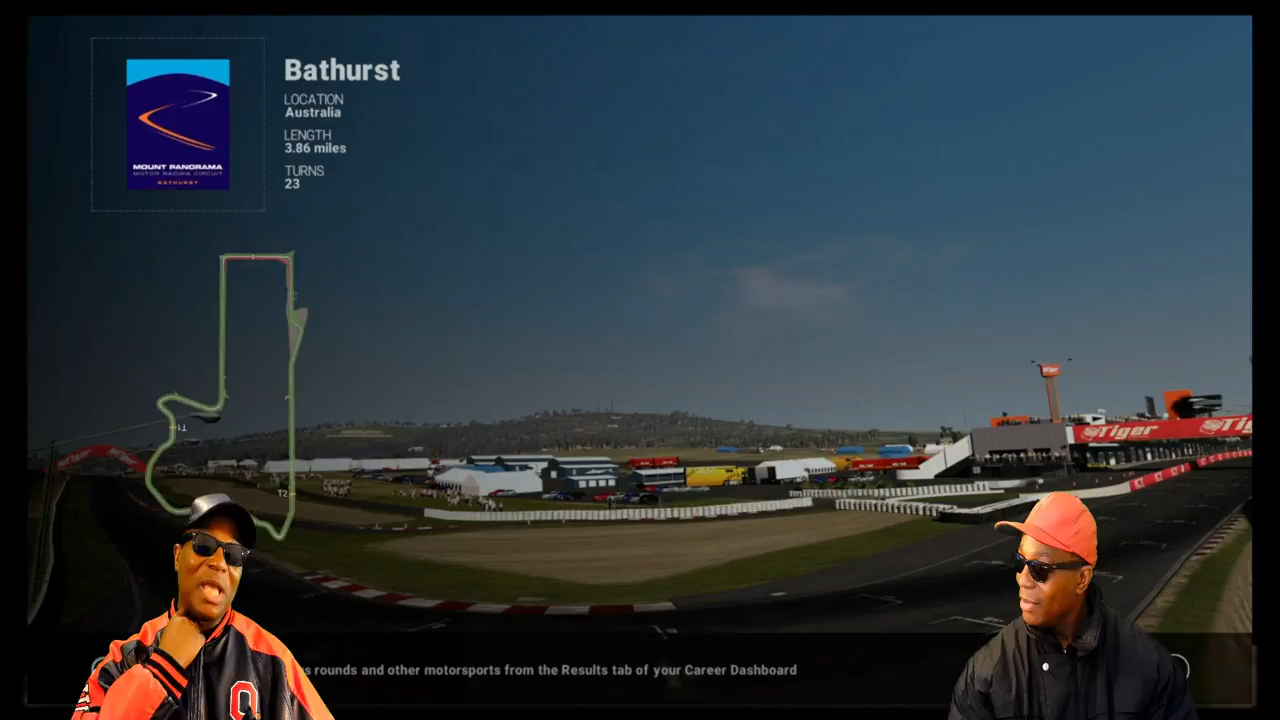 Bathurst
LOCATION
Australia
LENGTH
3.86 miles
TURNS
23
MOUNT PANORAMA
MOTOR RACING CIRCUIT
BATHURST
T1
T2
Tiger
Tiger
rounds and other motorsports from the Results tab of your Career Dashboard
O